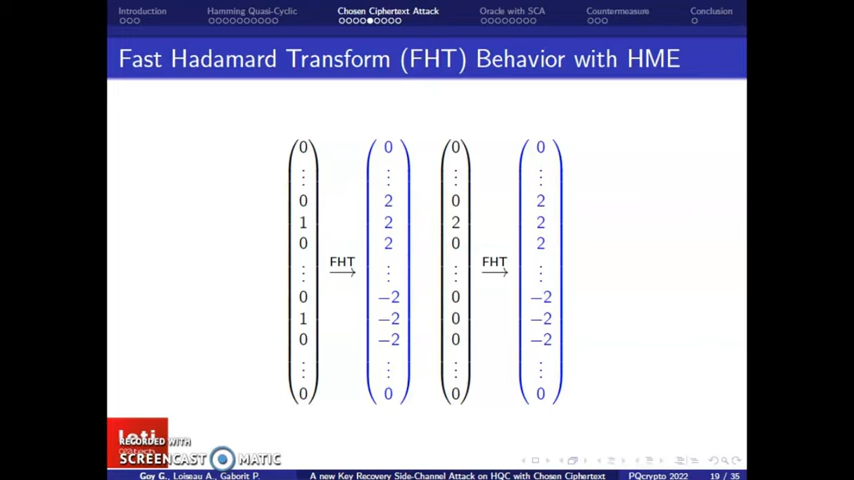 Introduction Hamming Quasi-Cyclic Chosen Ciphertext Attack Oracle with SCA Countermeasure Conclusion
Fast Hadamard Transform (FHT) Behavior with HME
0 0 0 0
⋮ ⋮ ⋮ ⋮
0 2 0 2
1 2 2 2
0 2 0 2
FHT FHT
⋮ → ⋮ ⋮ → ⋮
0 −2 0 −2
1 −2 0 −2
0 −2 0 −2
⋮ ⋮ ⋮ ⋮
0 0 0 0
leti
RECORDED WITH
SCREENCAST MATIC
Goy G., Loiseau A., Gaborit P. A new Key Recovery Side-Channel Attack on HQC with Chosen Ciphertext PQcrypto 2022 19 / 35